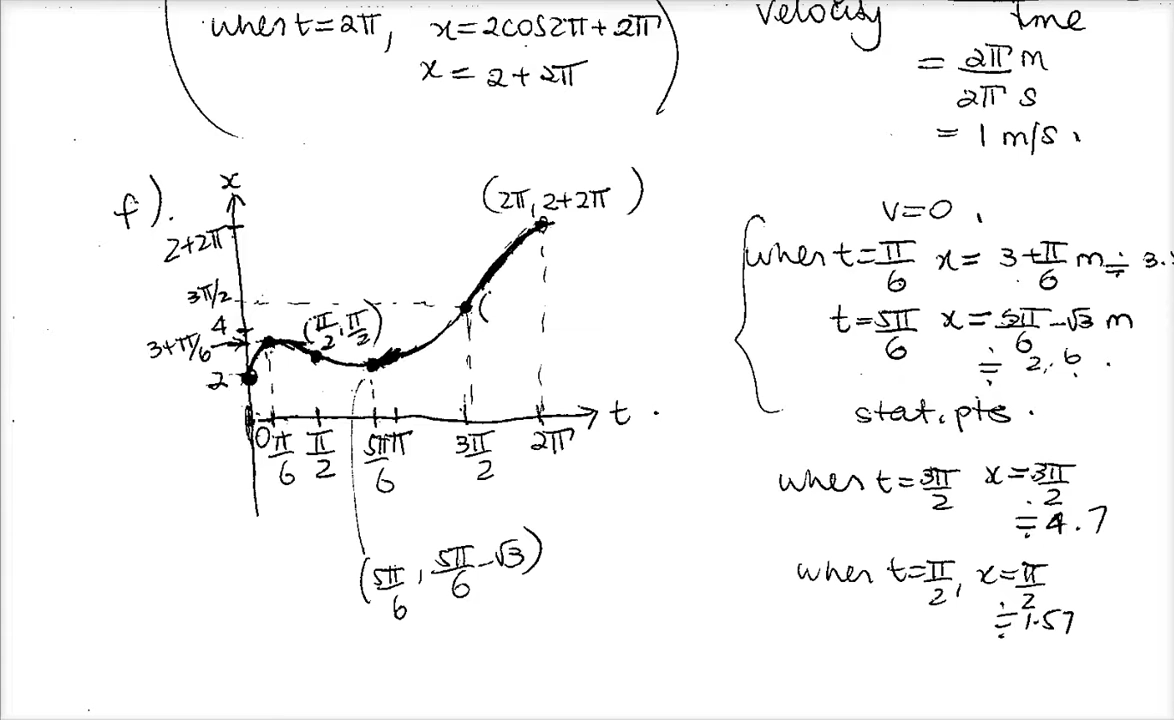 when t=2π, x=2cos2π+2π
x = 2+2π
velocity
time
= 2π m
2π s
= 1 m/s.
f).
x
(2π, 2+2π)
2+2π
3π/2
4
3+π/6
2
(π/2, π/2)
(
0 π/6 π/2 5π/6 π 3π/2 2π
t
(5π/6, 5π/6-√3)
v=0,
when t=π/6 x= 3+π/6 m ≑ 3.
t=5π/6 x= 5π/6-√3 m
≑ 2.6.
stat. pts.
when t=3π/2 x=3π/2
≑ 4.7
when t=π/2, x=π/2
≑ 1.57